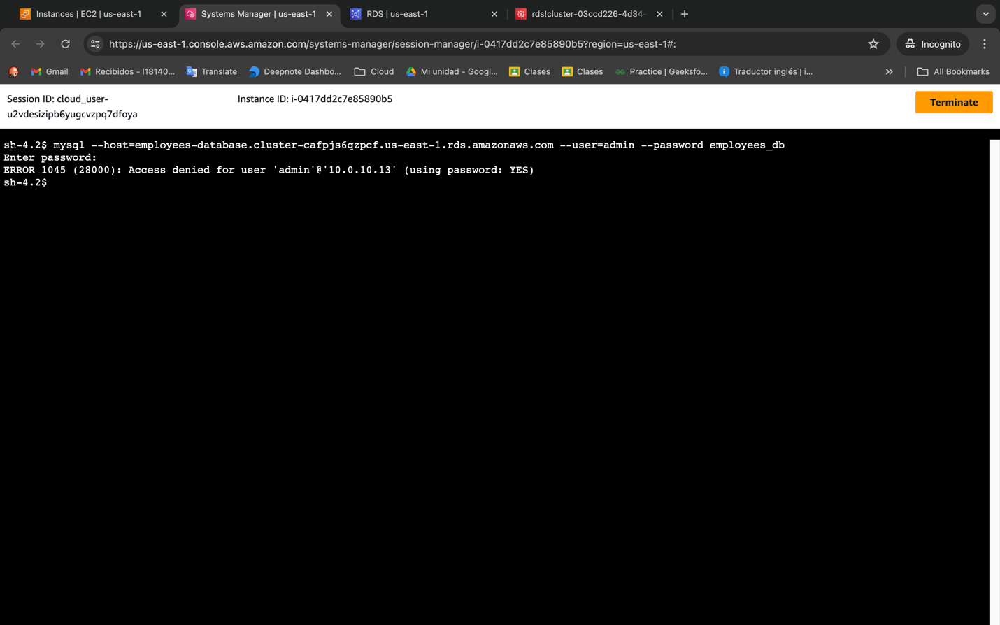 Instances | EC2 | us-east-1
Systems Manager | us-east-1
RDS | us-east-1
rds!cluster-03ccd226-4d34-
https://us-east-1.console.aws.amazon.com/systems-manager/session-manager/i-0417dd2c7e85890b5?region=us-east-1#:
Incognito
Gmail
Recibidos - l18140...
Translate
Deepnote Dashbo...
Cloud
Mi unidad - Googl...
Clases
Clases
Practice | Geeksfo...
Traductor inglés | i...
All Bookmarks
Session ID: cloud_user-
u2vdesizipb6yugcvzpq7dfoya
Instance ID: i-0417dd2c7e85890b5
Terminate
sh-4.2$ mysql --host=employees-database.cluster-cafpjs6qzpcf.us-east-1.rds.amazonaws.com --user=admin --password employees_db
Enter password:
ERROR 1045 (28000): Access denied for user 'admin'@'10.0.10.13' (using password: YES)
sh-4.2$